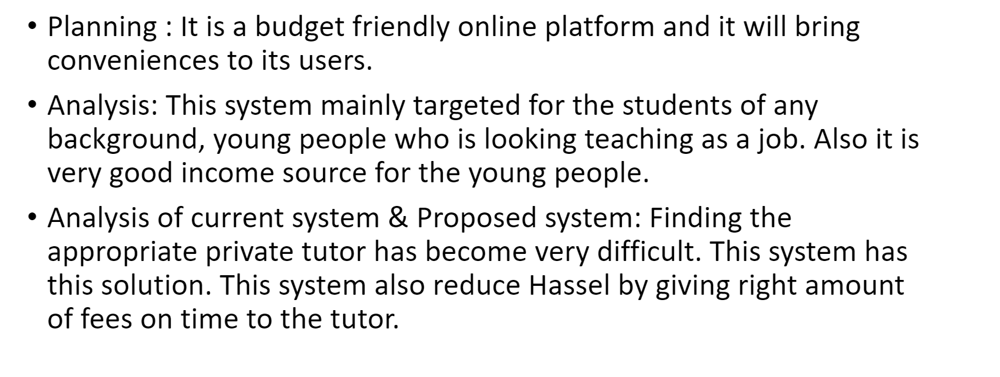 • Planning : It is a budget friendly online platform and it will bring
conveniences to its users.
• Analysis: This system mainly targeted for the students of any
background, young people who is looking teaching as a job. Also it is
very good income source for the young people.
• Analysis of current system & Proposed system: Finding the
appropriate private tutor has become very difficult. This system has
this solution. This system also reduce Hassel by giving right amount
of fees on time to the tutor.